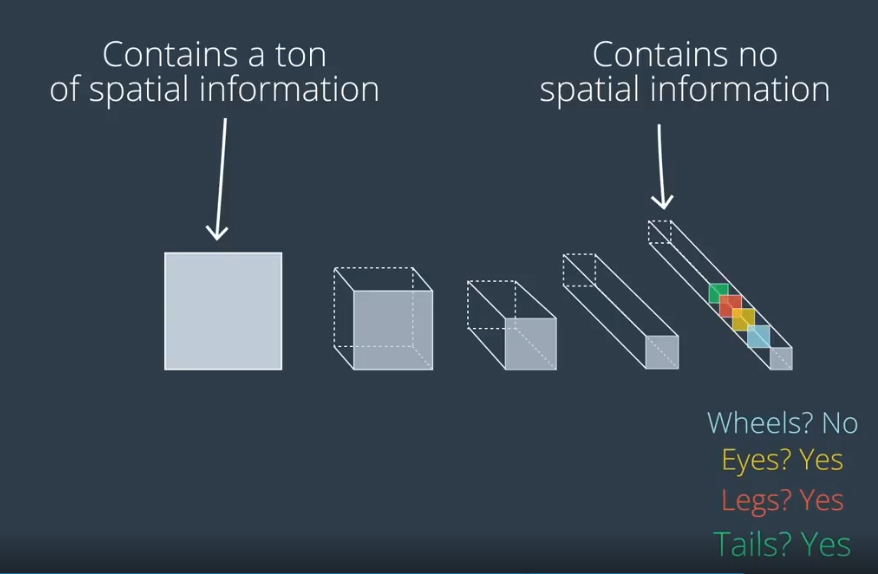 Contains a ton
of spatial information
Contains no
spatial information
Wheels? No
Eyes? Yes
Legs? Yes
Tails? Yes